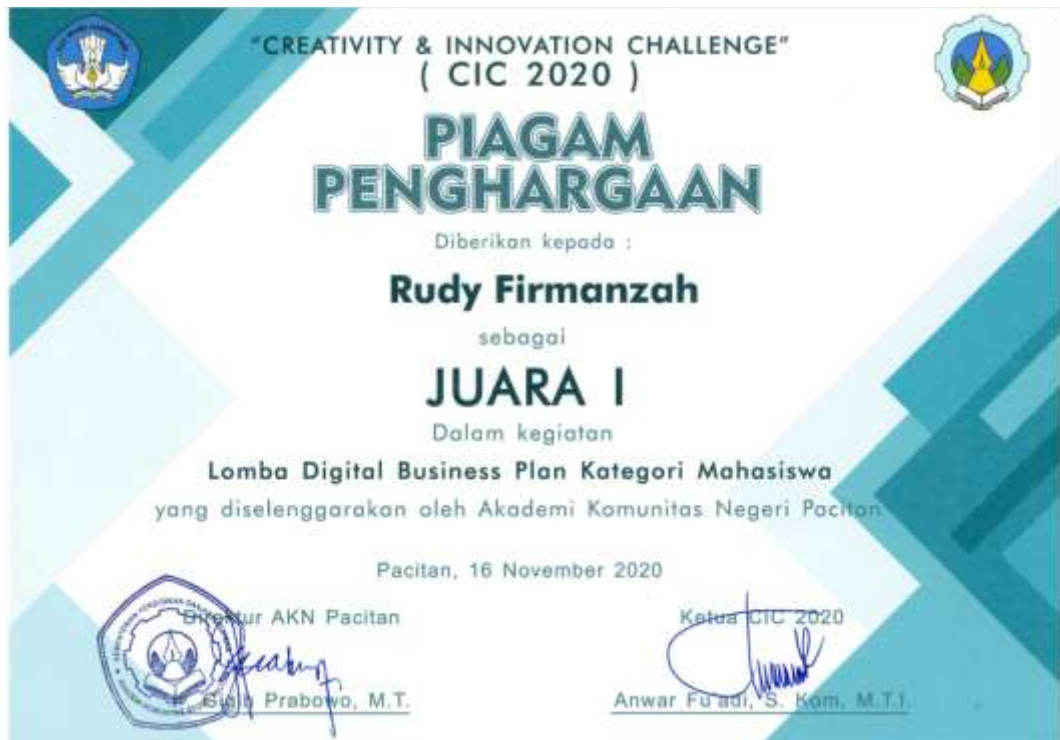 "CREATIVITY & INNOVATION CHALLENGE"
( CIC 2020 )
PIAGAM
PENGHARGAAN
Diberikan kepada :
Rudy Firmanzah
sebagai
JUARA I
Dalam kegiatan
Lomba Digital Business Plan Kategori Mahasiswa
yang diselenggarakan oleh Akademi Komunitas Negeri Pacitan
Pacitan, 16 November 2020
Direktur AKN Pacitan
Ketua CIC 2020
Prabowo, M.T.
Anwar Fu'adi, S. Kom, M.T.I.